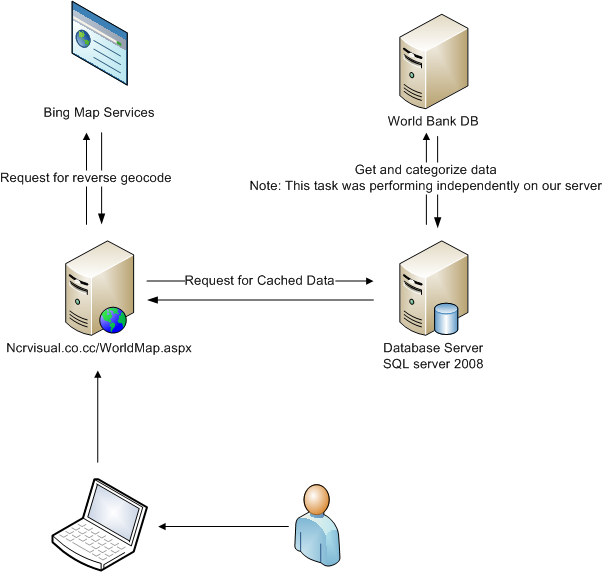 Bing Map Services
World Bank DB
Request for reverse geocode
Get and categorize data
Note: This task was performing independently on our server
Request for Cached Data
Ncrvisual.co.cc/WorldMap.aspx
Database Server
SQL server 2008